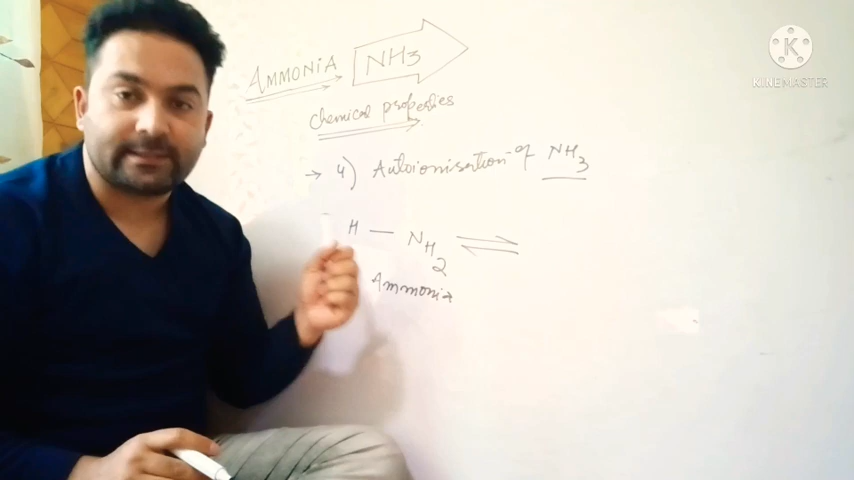 AMMONIA NH3
chemical properties
→ 4) Autoionisation of NH3
H — NH2 ⇌
Ammonia
K
KINEMASTER